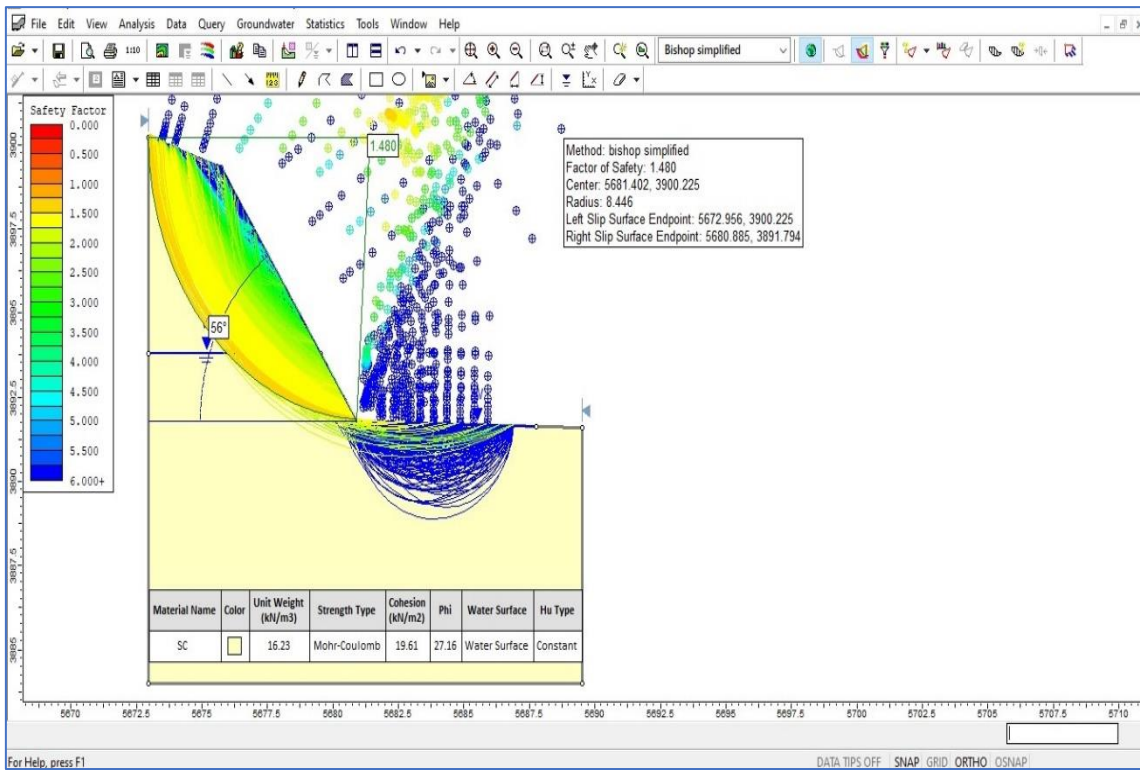 File Edit View Analysis Data Query Groundwater Statistics Tools Window Help
1:10
Bishop simplified
Safety Factor
0.000
0.500
1.000
1.500
2.000
2.500
3.000
3.500
4.000
4.500
5.000
5.500
6.000+
3900
3897.5
3895
3892.5
3890
3887.5
3885
1.480
56°
Method: bishop simplified
Factor of Safety: 1.480
Center: 5681.402, 3900.225
Radius: 8.446
Left Slip Surface Endpoint: 5672.956, 3900.225
Right Slip Surface Endpoint: 5680.885, 3891.794
Material Name Color Unit Weight (kN/m3) Strength Type Cohesion (kN/m2) Phi Water Surface Hu Type
SC 16.23 Mohr-Coulomb 19.61 27.16 Water Surface Constant
5670 5672.5 5675 5677.5 5680 5682.5 5685 5687.5 5690 5692.5 5695 5697.5 5700 5702.5 5705 5707.5 5710
For Help, press F1
DATA TIPS OFF SNAP GRID ORTHO OSNAP